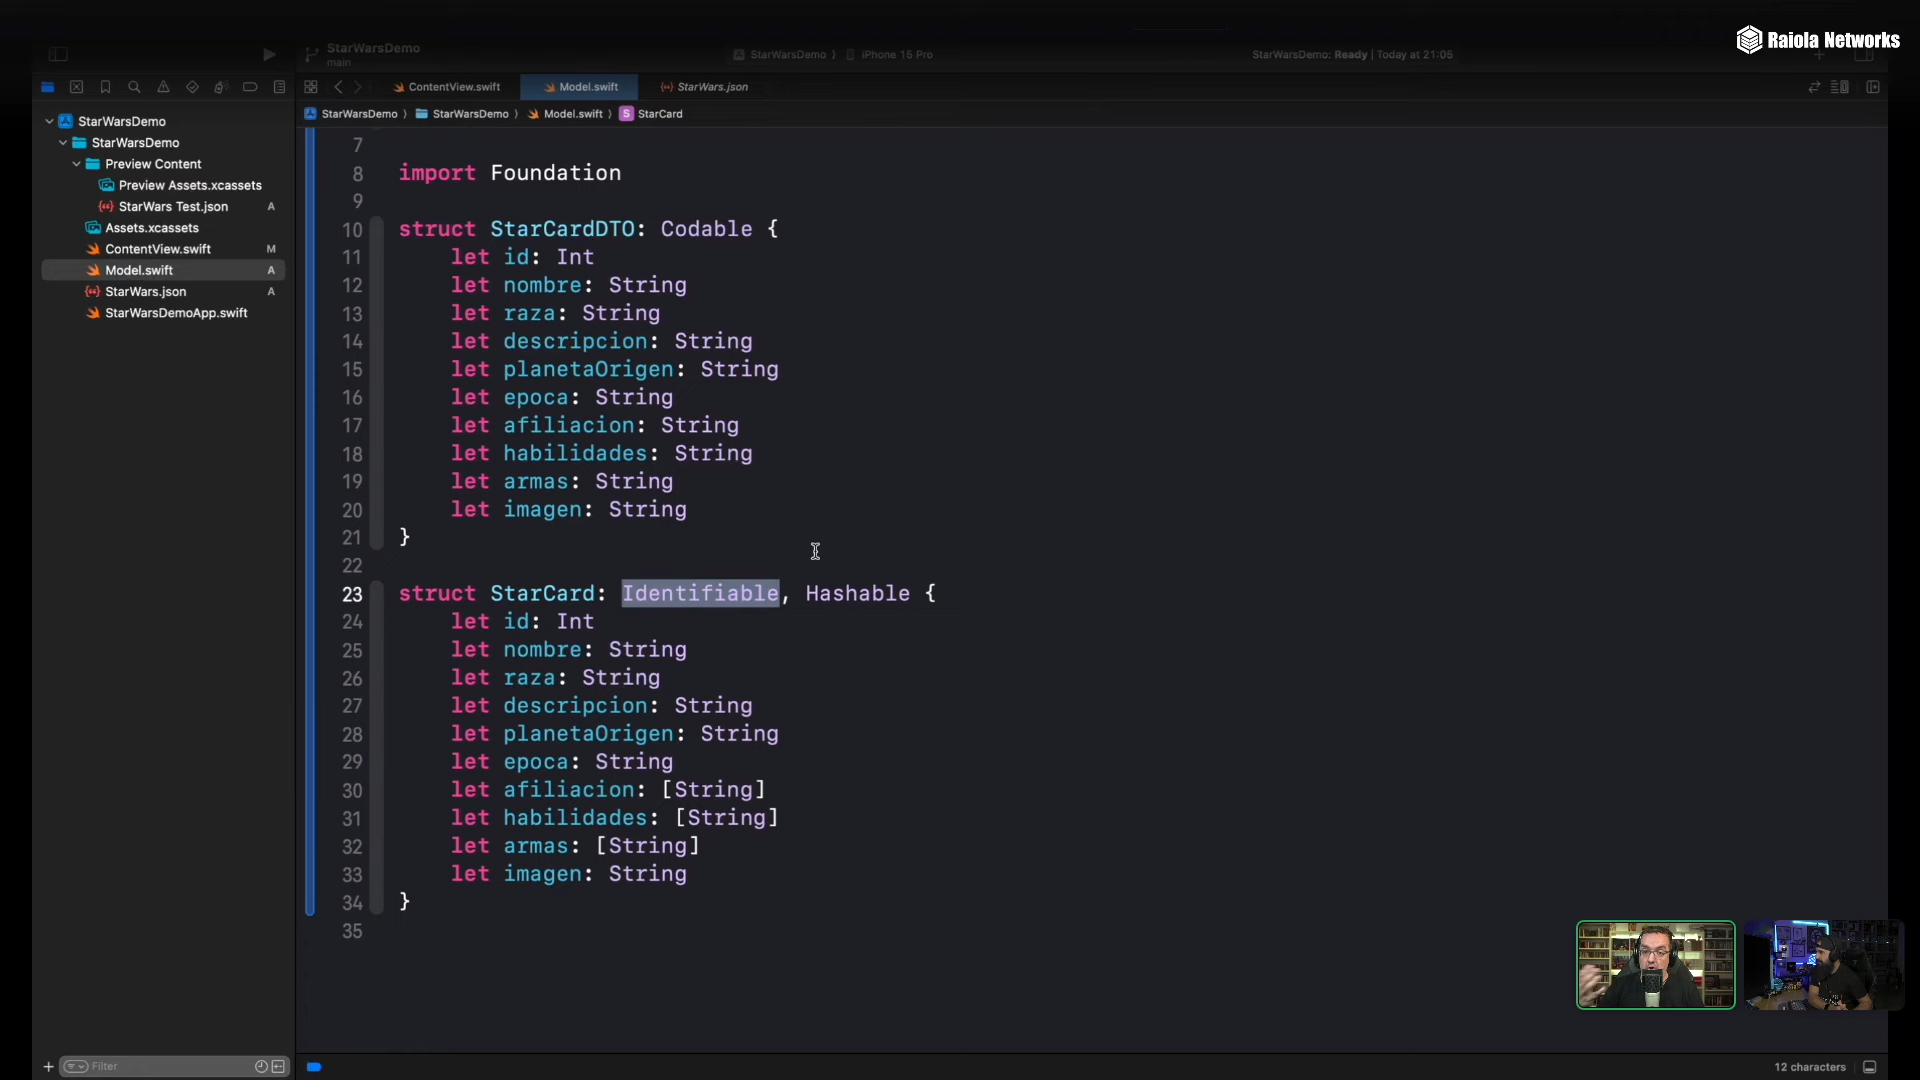 Raiola Networks
StarWarsDemo
main
StarWarsDemo
iPhone 15 Pro
StarWarsDemo: Ready | Today at 21:05
ContentView.swift
Model.swift
StarWars.json
StarWarsDemo
StarWarsDemo
Model.swift
StarCard
StarWarsDemo
StarWarsDemo
Preview Content
Preview Assets.xcassets
StarWars Test.json A
Assets.xcassets
ContentView.swift M
Model.swift A
StarWars.json A
StarWarsDemoApp.swift
7
8 import Foundation
9
10 struct StarCardDTO: Codable {
11 let id: Int
12 let nombre: String
13 let raza: String
14 let descripcion: String
15 let planetaOrigen: String
16 let epoca: String
17 let afiliacion: String
18 let habilidades: String
19 let armas: String
20 let imagen: String
21 }
22
23 struct StarCard: Identifiable, Hashable {
24 let id: Int
25 let nombre: String
26 let raza: String
27 let descripcion: String
28 let planetaOrigen: String
29 let epoca: String
30 let afiliacion: [String]
31 let habilidades: [String]
32 let armas: [String]
33 let imagen: String
34 }
35
Filter
12 characters